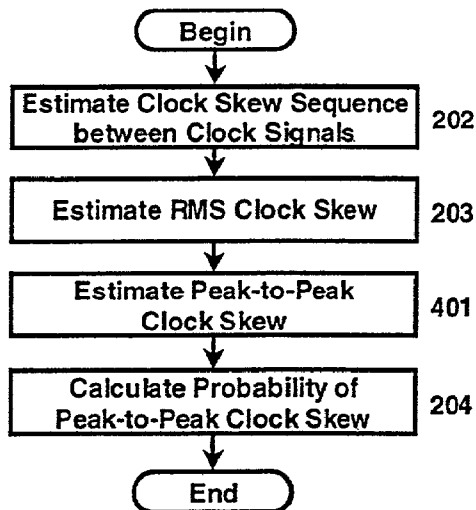 Begin
Estimate Clock Skew Sequence
between Clock Signals
202
Estimate RMS Clock Skew
203
Estimate Peak-to-Peak
Clock Skew
401
Calculate Probability of
Peak-to-Peak Clock Skew
204
End